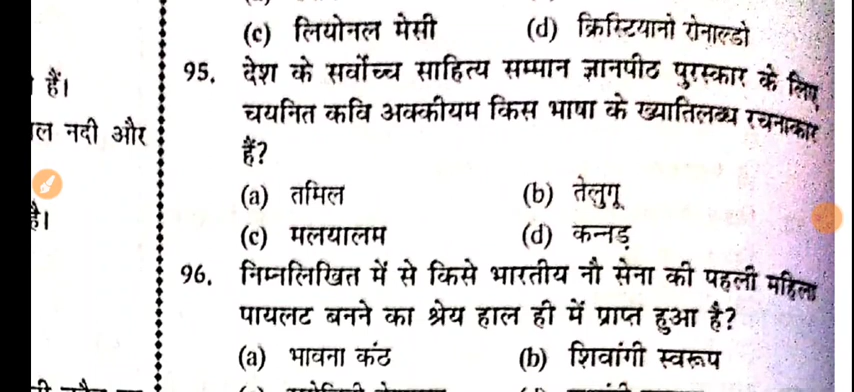 (c) लियोनल मेसी (d) क्रिस्टियानो रोनाल्डो
95. देश के सर्वोच्च साहित्य सम्मान ज्ञानपीठ पुरस्कार के लिए
हैं।
चयनित कवि अक्कीयम किस भाषा के ख्यातिलब्ध रचनाकार
नदी और
हैं?
(a) तमिल (b) तेलुगू
है।
(c) मलयालम (d) कन्नड़
96. निम्नलिखित में से किसे भारतीय नौ सेना की पहली महिला
पायलट बनने का श्रेय हाल ही में प्राप्त हुआ है?
(a) भावना कंठ (b) शिवांगी स्वरूप